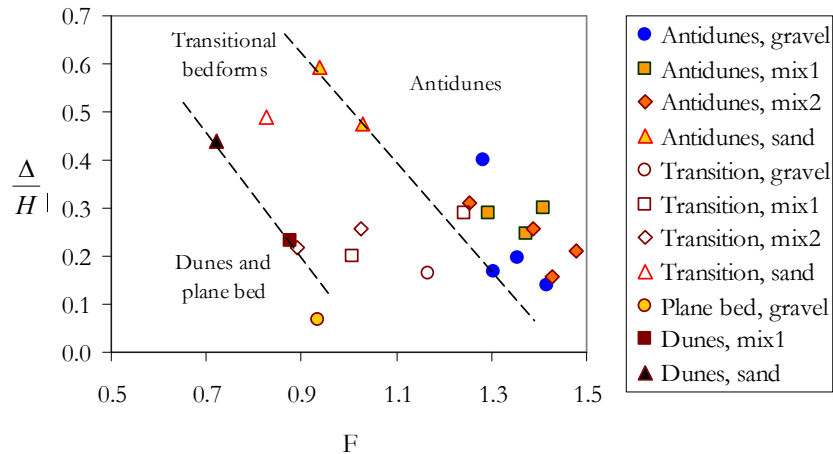 0.7
0.6
0.5
0.4
0.3
0.2
0.1
0.0
Δ
H
Transitional
bedforms
Antidunes
Dunes and
plane bed
0.5
0.7
0.9
1.1
1.3
1.5
F
Antidunes, gravel
Antidunes, mix1
Antidunes, mix2
Antidunes, sand
Transition, gravel
Transition, mix1
Transition, mix2
Transition, sand
Plane bed, gravel
Dunes, mix1
Dunes, sand